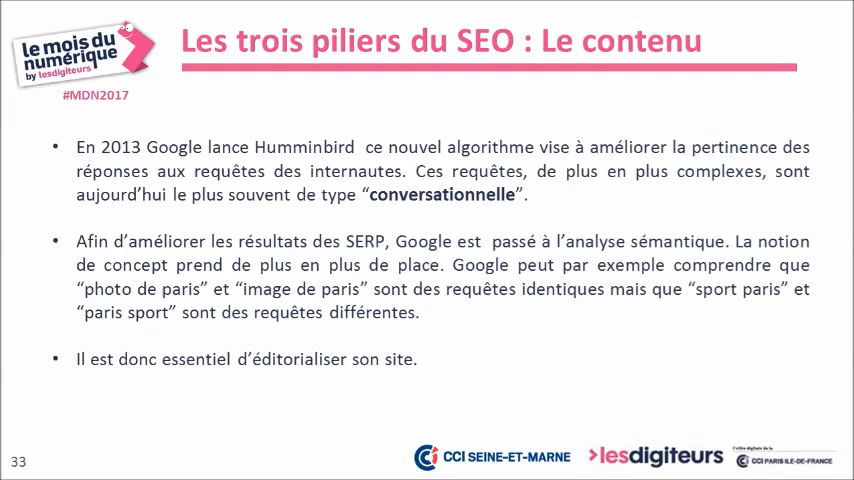 Les trois piliers du SEO : Le contenu
le mois du
numérique
by lesdigiteurs
#MDN2017
• En 2013 Google lance Humminbird ce nouvel algorithme vise à améliorer la pertinence des
réponses aux requêtes des internautes. Ces requêtes, de plus en plus complexes, sont
aujourd’hui le plus souvent de type “conversationnelle”.
• Afin d’améliorer les résultats des SERP, Google est passé à l’analyse sémantique. La notion
de concept prend de plus en plus de place. Google peut par exemple comprendre que
“photo de paris” et “image de paris” sont des requêtes identiques mais que “sport paris” et
“paris sport” sont des requêtes différentes.
• Il est donc essentiel d’éditorialiser son site.
33
CCI SEINE-ET-MARNE
lesdigiteurs
l'offre digitale de la
CCI PARIS ILE-DE-FRANCE